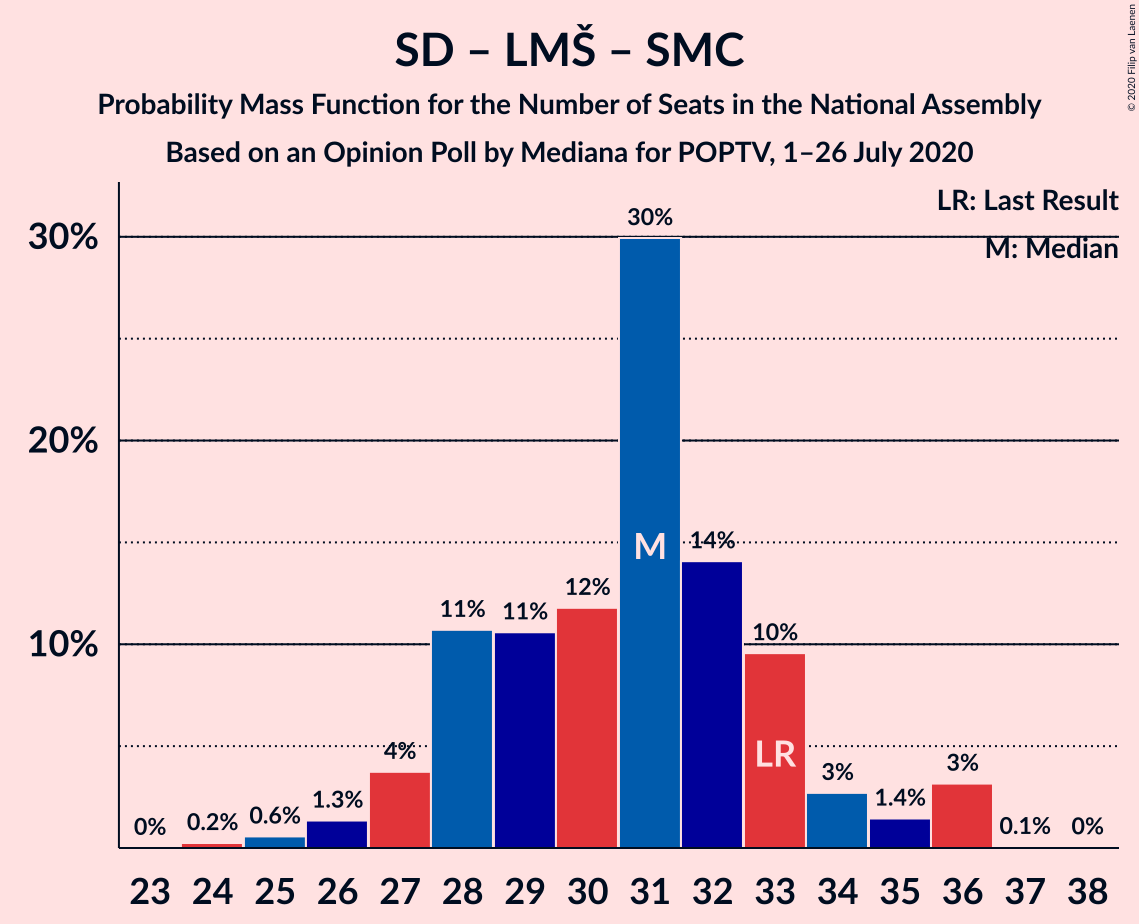 SD – LMŠ – SMC
Probability Mass Function for the Number of Seats in the National Assembly
Based on an Opinion Poll by Mediana for POPTV, 1–26 July 2020
© 2020 Filip van Laenen
LR: Last Result
M: Median
30%
20%
10%
0%
0.2%
0.6%
1.3%
4%
11%
11%
12%
30%
14%
10%
3%
1.4%
3%
0.1%
0%
M
LR
23 24 25 26 27 28 29 30 31 32 33 34 35 36 37 38